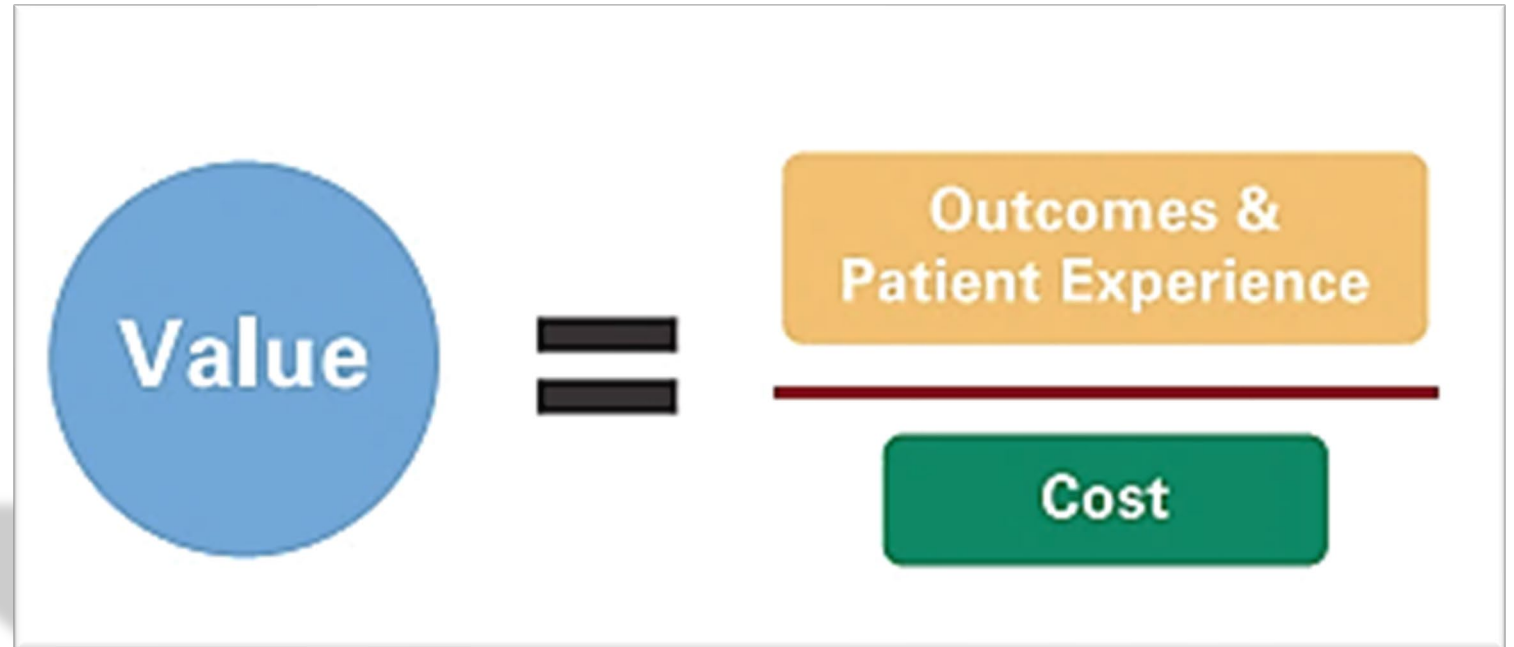 Value
=
Outcomes &
Patient Experience
Cost